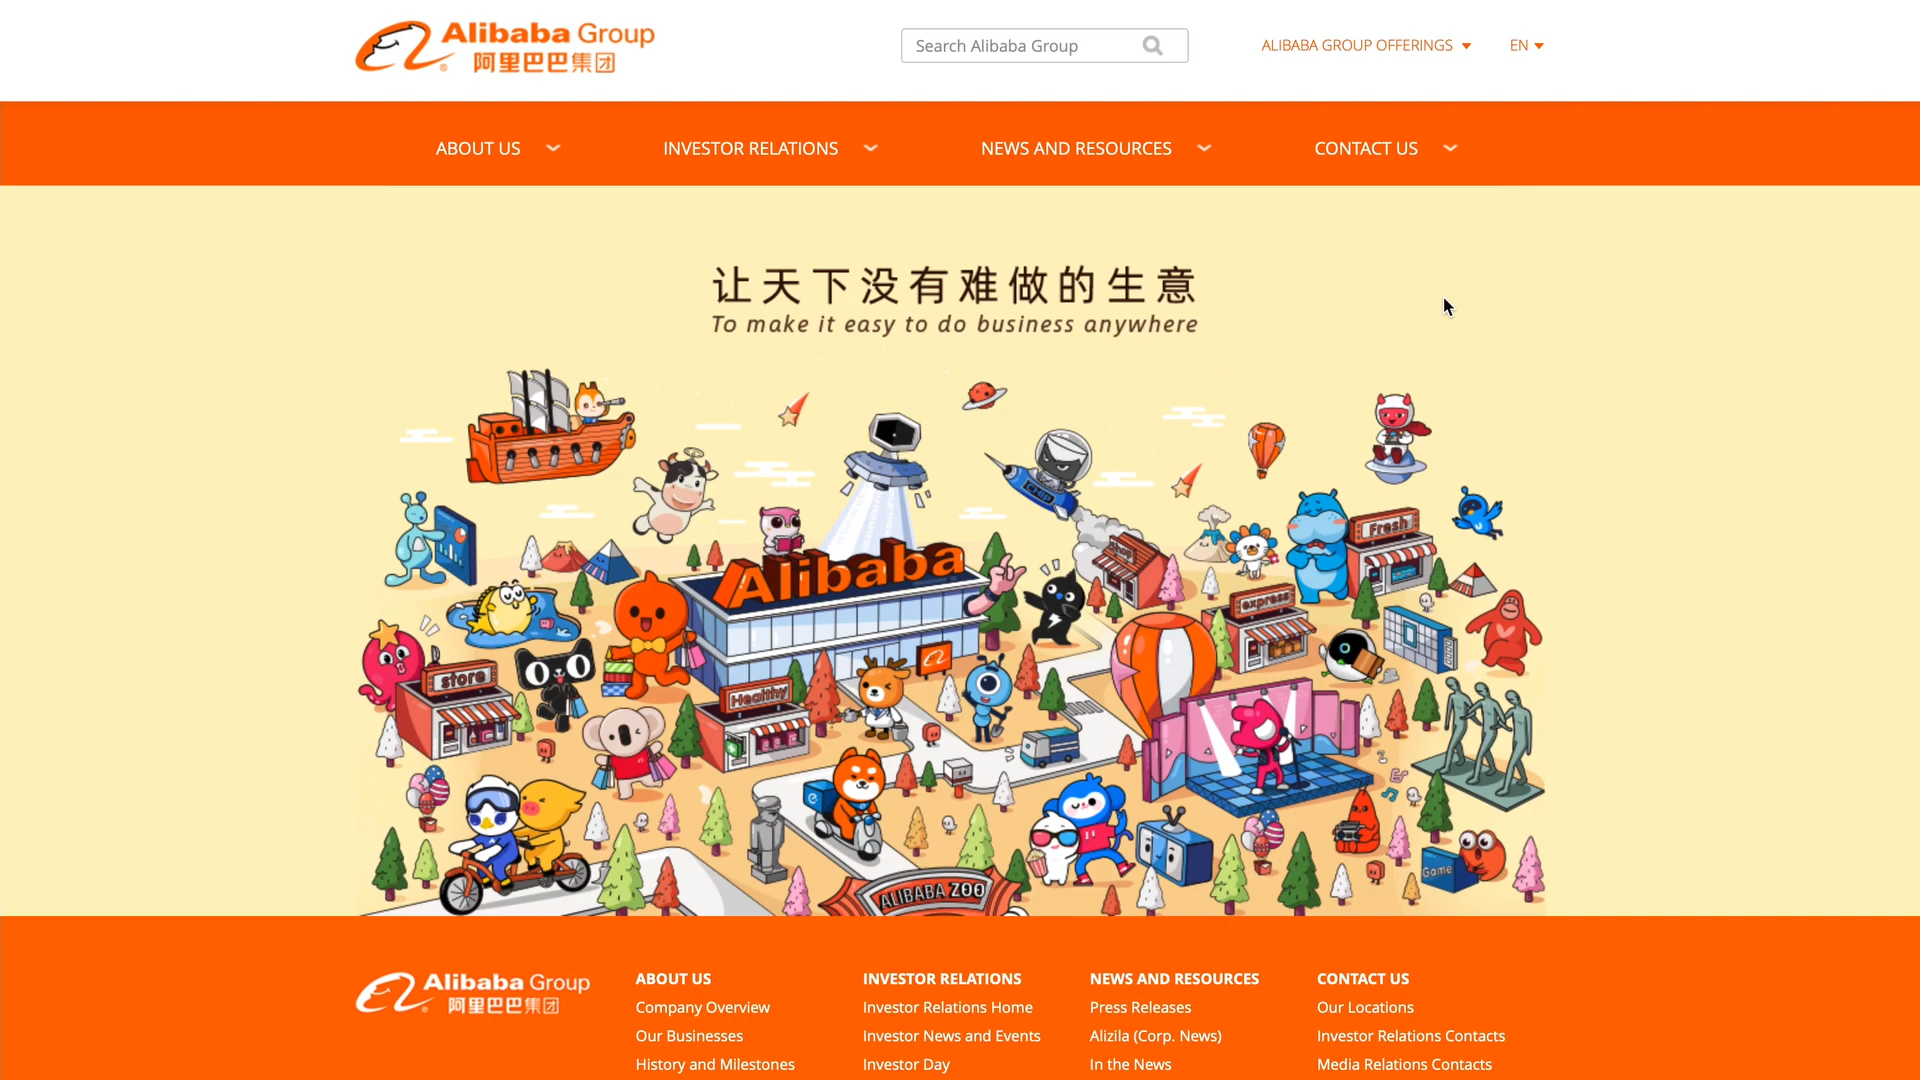 Alibaba Group
阿里巴巴集团
Search Alibaba Group
ALIBABA GROUP OFFERINGS
EN
ABOUT US
INVESTOR RELATIONS
NEWS AND RESOURCES
CONTACT US
让天下没有难做的生意
To make it easy to do business anywhere
CHIP
Fresh
Shop
Alibaba
express
store
Healthy
Game
ALIBABA ZOO
Alibaba Group
阿里巴巴集团
ABOUT US
Company Overview
Our Businesses
History and Milestones
INVESTOR RELATIONS
Investor Relations Home
Investor News and Events
Investor Day
NEWS AND RESOURCES
Press Releases
Alizila (Corp. News)
In the News
CONTACT US
Our Locations
Investor Relations Contacts
Media Relations Contacts